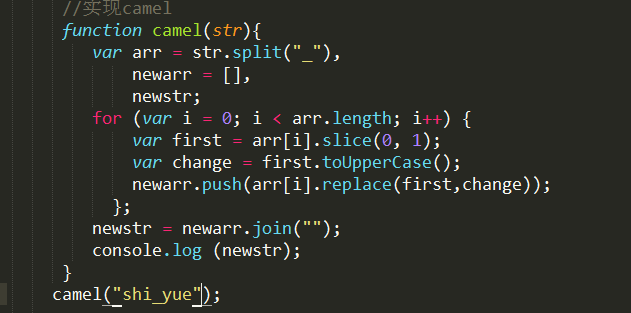 //实现camel
function camel(str){
var arr = str.split("_"),
newarr = [],
newstr;
for (var i = 0; i < arr.length; i++) {
var first = arr[i].slice(0, 1);
var change = first.toUpperCase();
newarr.push(arr[i].replace(first,change));
};
newstr = newarr.join("");
console.log (newstr);
}
camel("shi_yue");